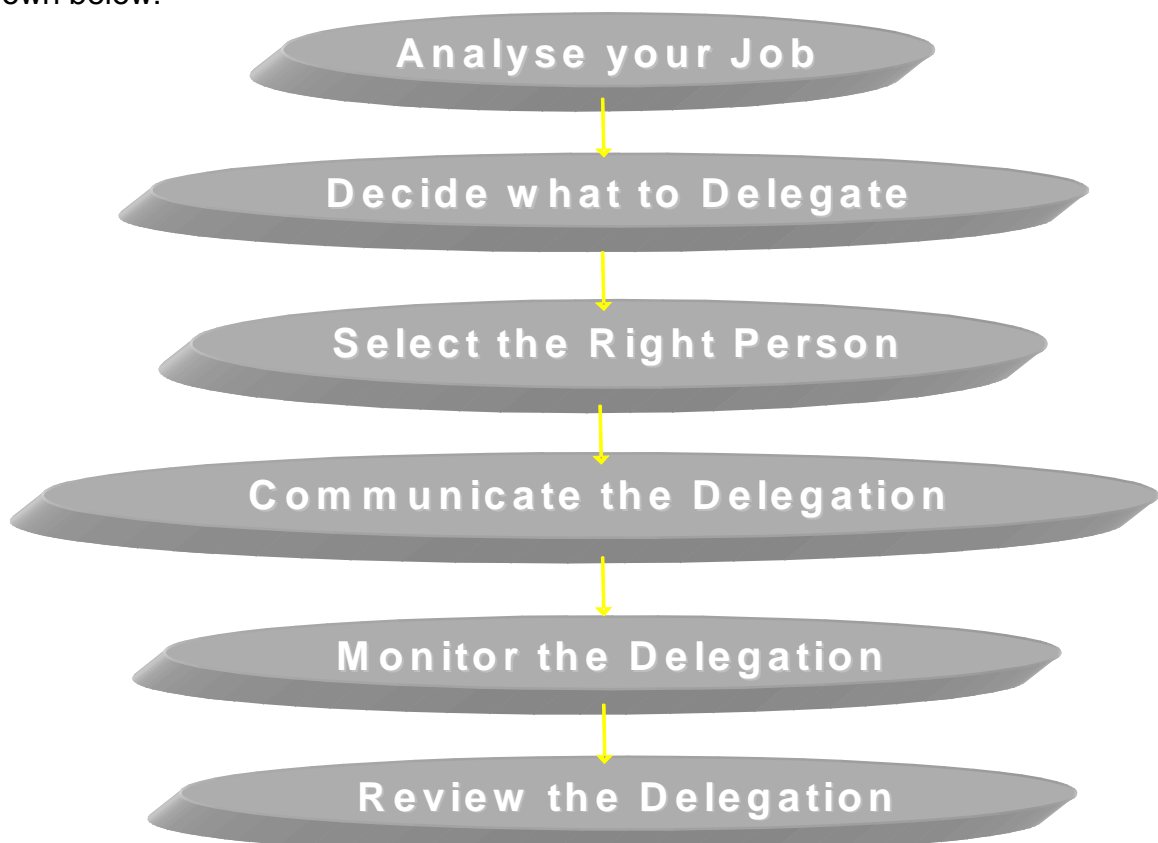 below.
Analyse your Job
Decide what to Delegate
Select the Right Person
Communicate the Delegation
Monitor the Delegation
Review the Delegation